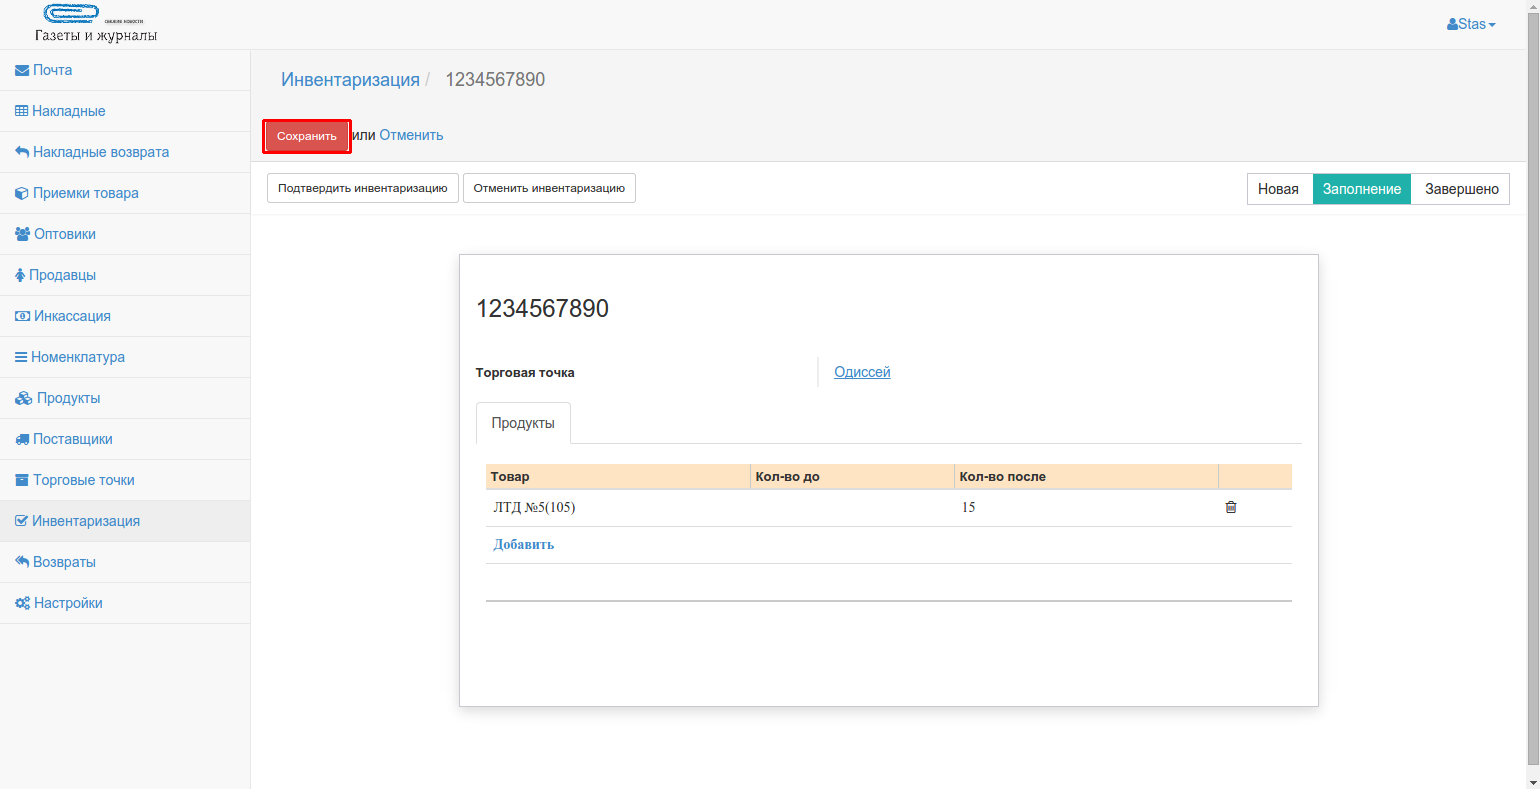 Газеты и журналы
Stas
Почта
Накладные
Накладные возврата
Приемки товара
Оптовики
Продавцы
Инкассация
Номенклатура
Продукты
Поставщики
Торговые точки
Инвентаризация
Возвраты
Настройки
Инвентаризация / 1234567890
Сохранить или Отменить
Подтвердить инвентаризацию Отменить инвентаризацию
Новая Заполнение Завершено
1234567890
Торговая точка Одиссей
Продукты
Товар Кол-во до Кол-во после
ЛТД №5(105) 15
Добавить